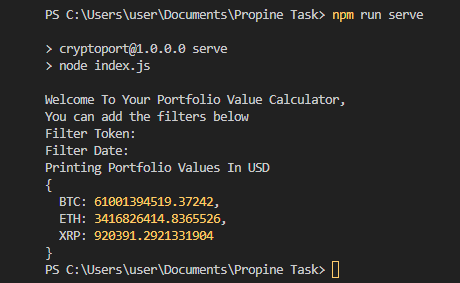 PS C:\Users\user\Documents\Propine Task> npm run serve
> cryptoport@1.0.0 serve
> node index.js
Welcome To Your Portfolio Value Calculator,
You can add the filters below
Filter Token:
Filter Date:
Printing Portfolio Values In USD
{
BTC: 61001394519.37242,
ETH: 3416826414.8365526,
XRP: 920391.2921331904
}
PS C:\Users\user\Documents\Propine Task>